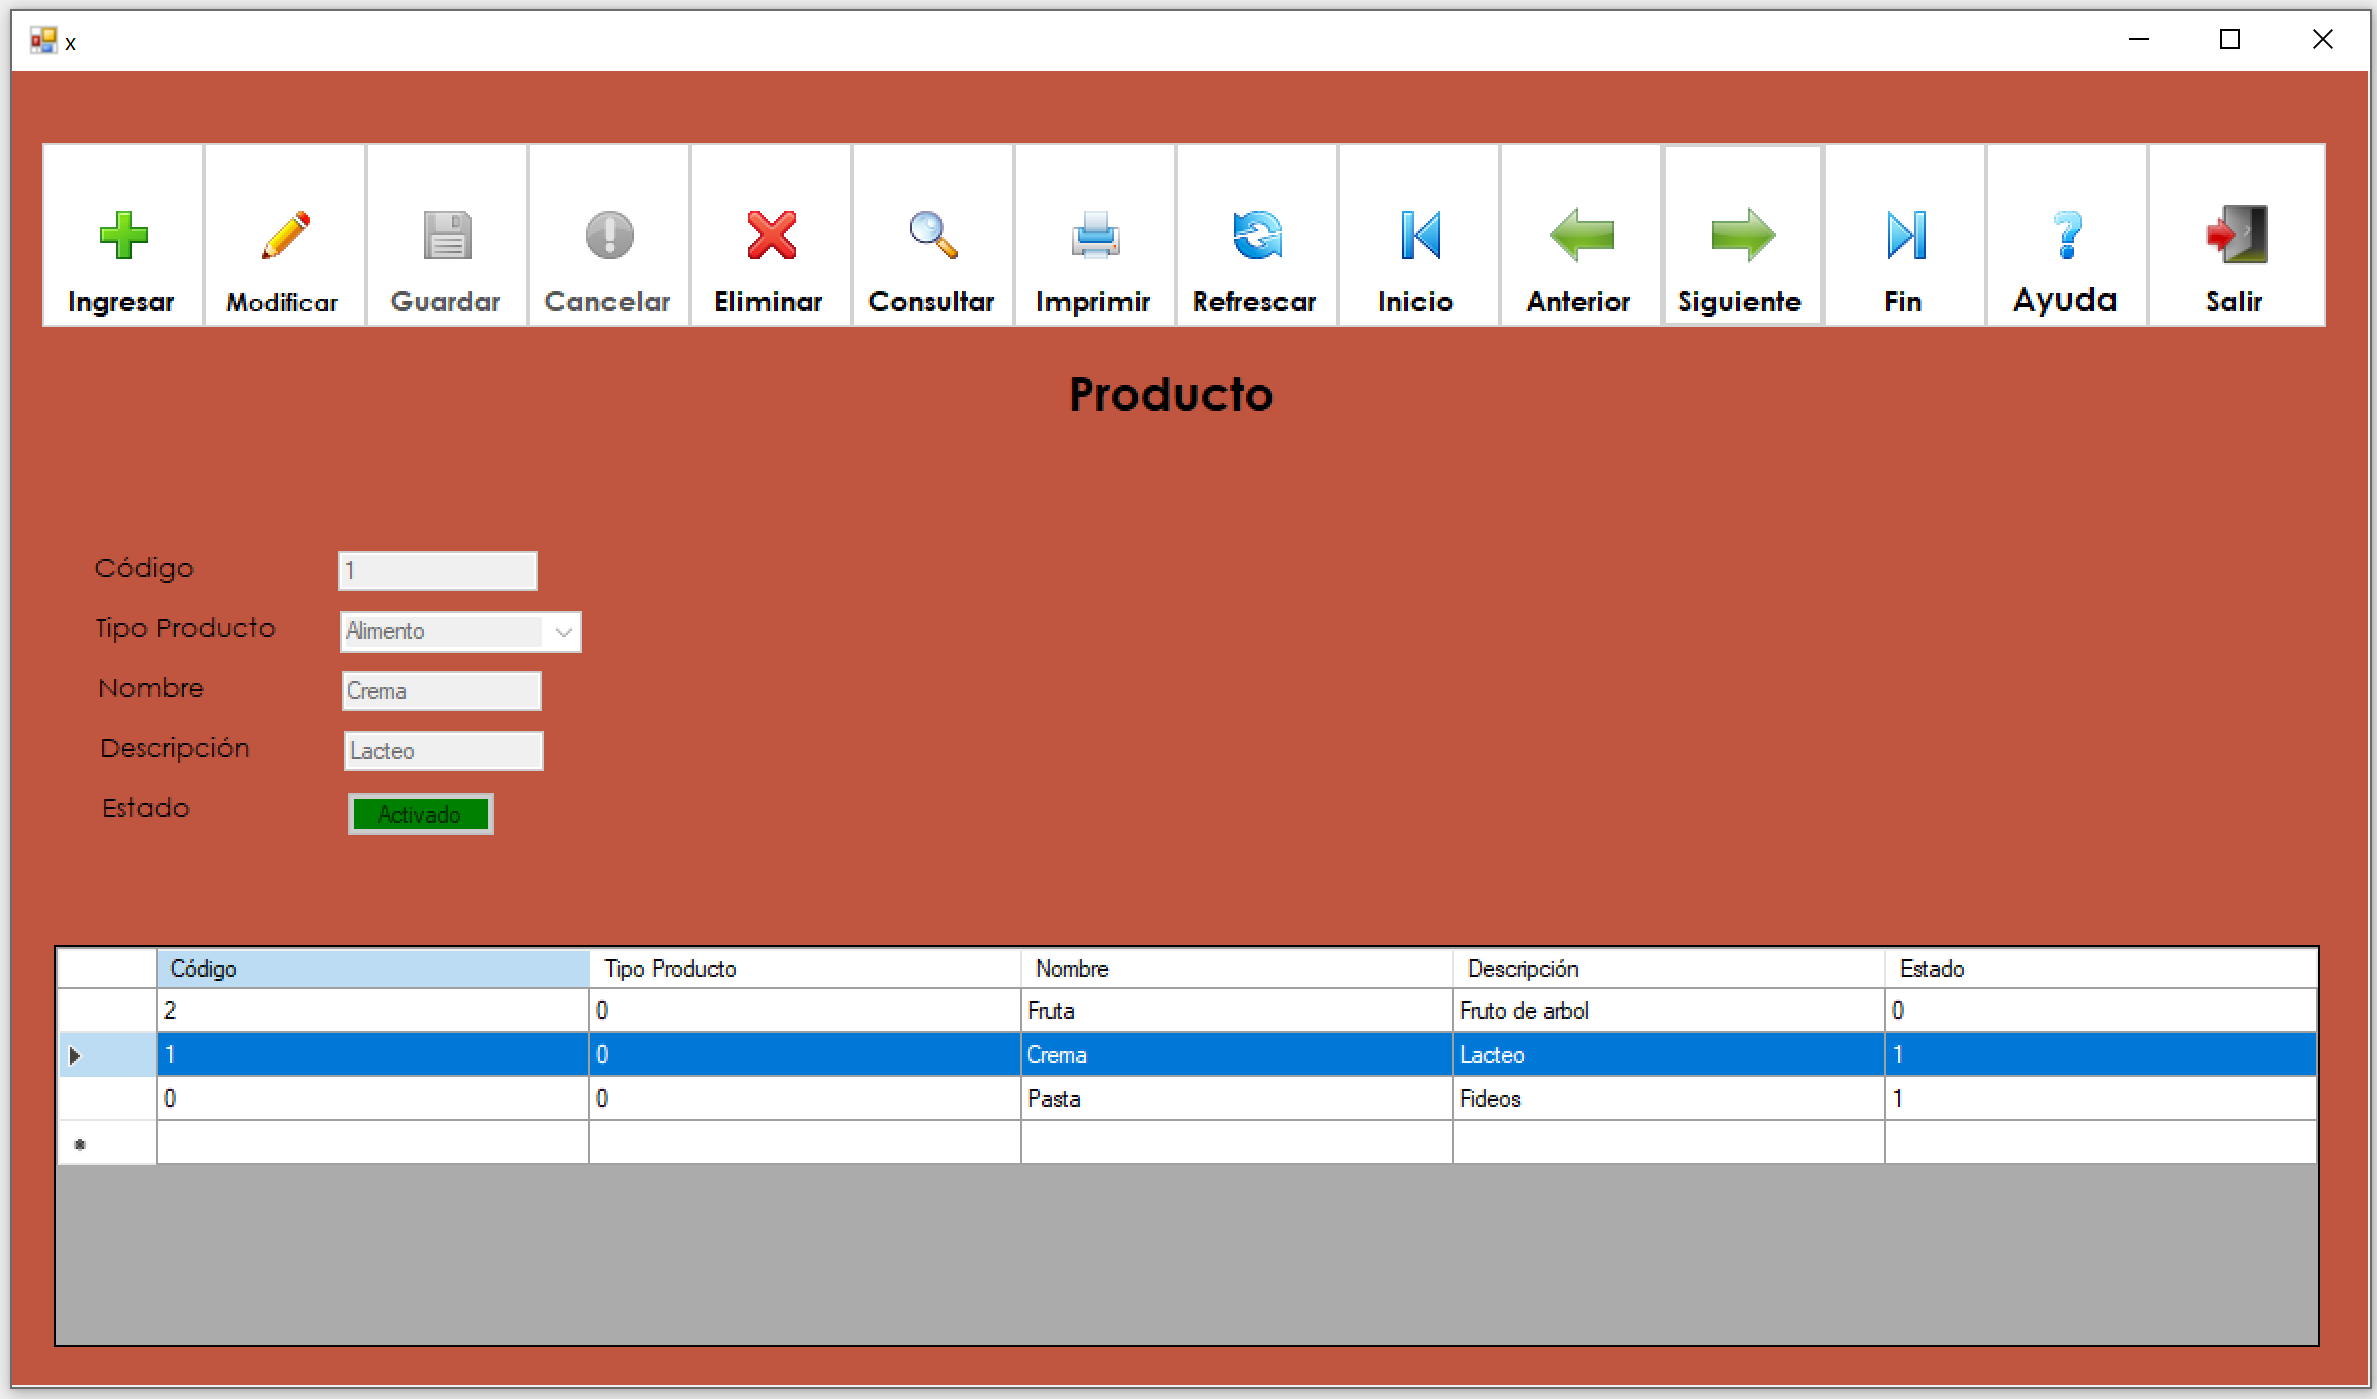 x
Ingresar Modificar Guardar Cancelar Eliminar Consultar Imprimir Refrescar Inicio Anterior Siguiente Fin Ayuda Salir
Producto
Código 1
Tipo Producto Alimento
Nombre Crema
Descripción Lacteo
Estado Activado
Código Tipo Producto Nombre Descripción Estado
2 0 Fruta Fruto de arbol 0
1 0 Crema Lacteo 1
0 0 Pasta Fideos 1